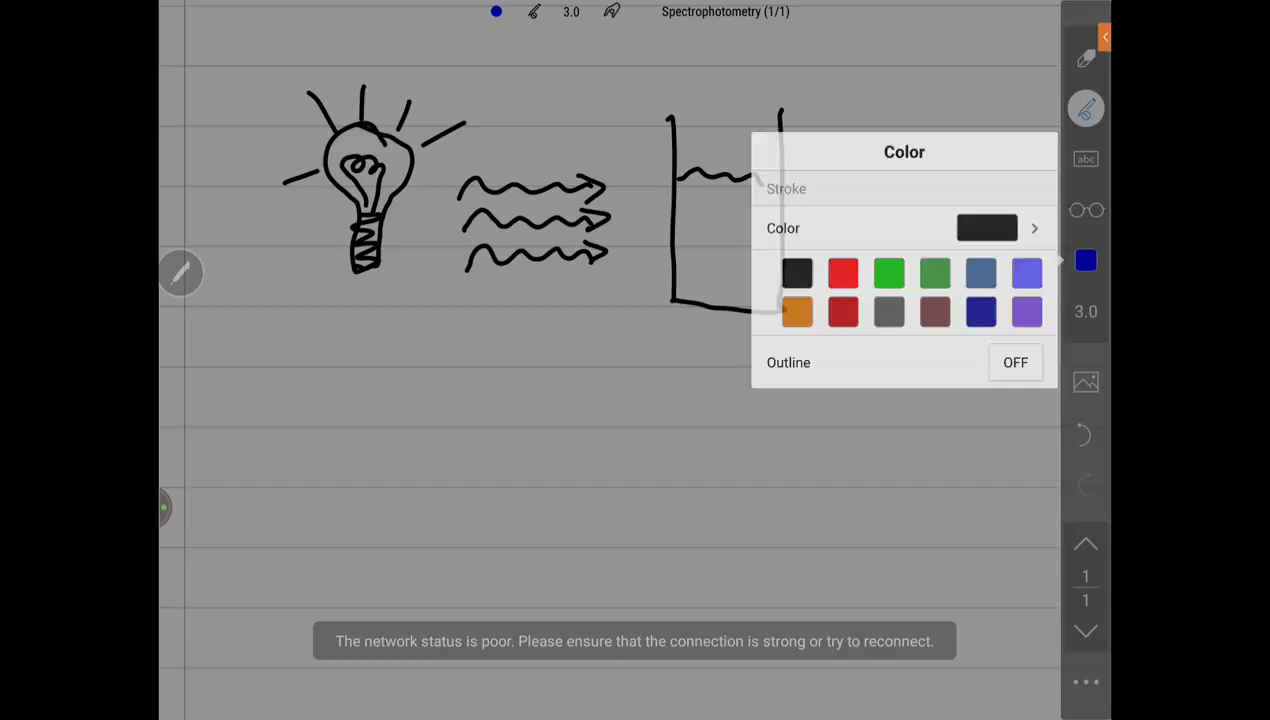 3.0 Spectrophotometry (1/1)
abc
Color
Stroke
Color
3.0
Outline OFF
1
1
The network status is poor. Please ensure that the connection is strong or try to reconnect.